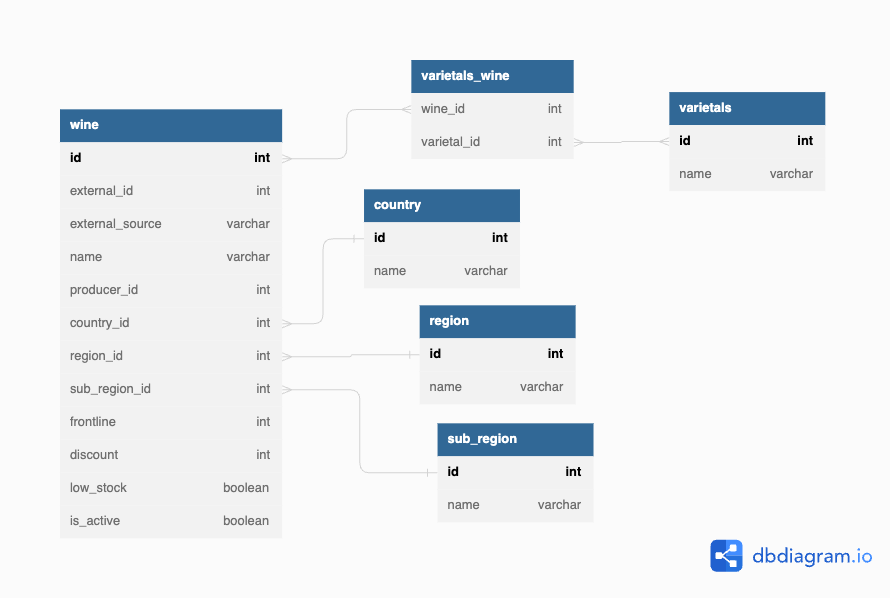 wine
id int
external_id int
external_source varchar
name varchar
producer_id int
country_id int
region_id int
sub_region_id int
frontline int
discount int
low_stock boolean
is_active boolean
varietals_wine
wine_id int
varietal_id int
varietals
id int
name varchar
country
id int
name varchar
region
id int
name varchar
sub_region
id int
name varchar
dbdiagram.io